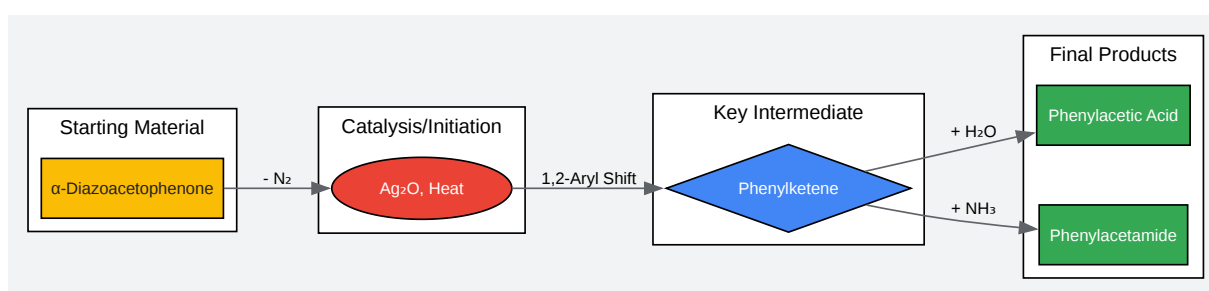 Starting Material
α-Diazoacetophenone
- N₂
Catalysis/Initiation
Ag₂O, Heat
1,2-Aryl Shift
Key Intermediate
Phenylketene
+ H₂O
+ NH₃
Final Products
Phenylacetic Acid
Phenylacetamide